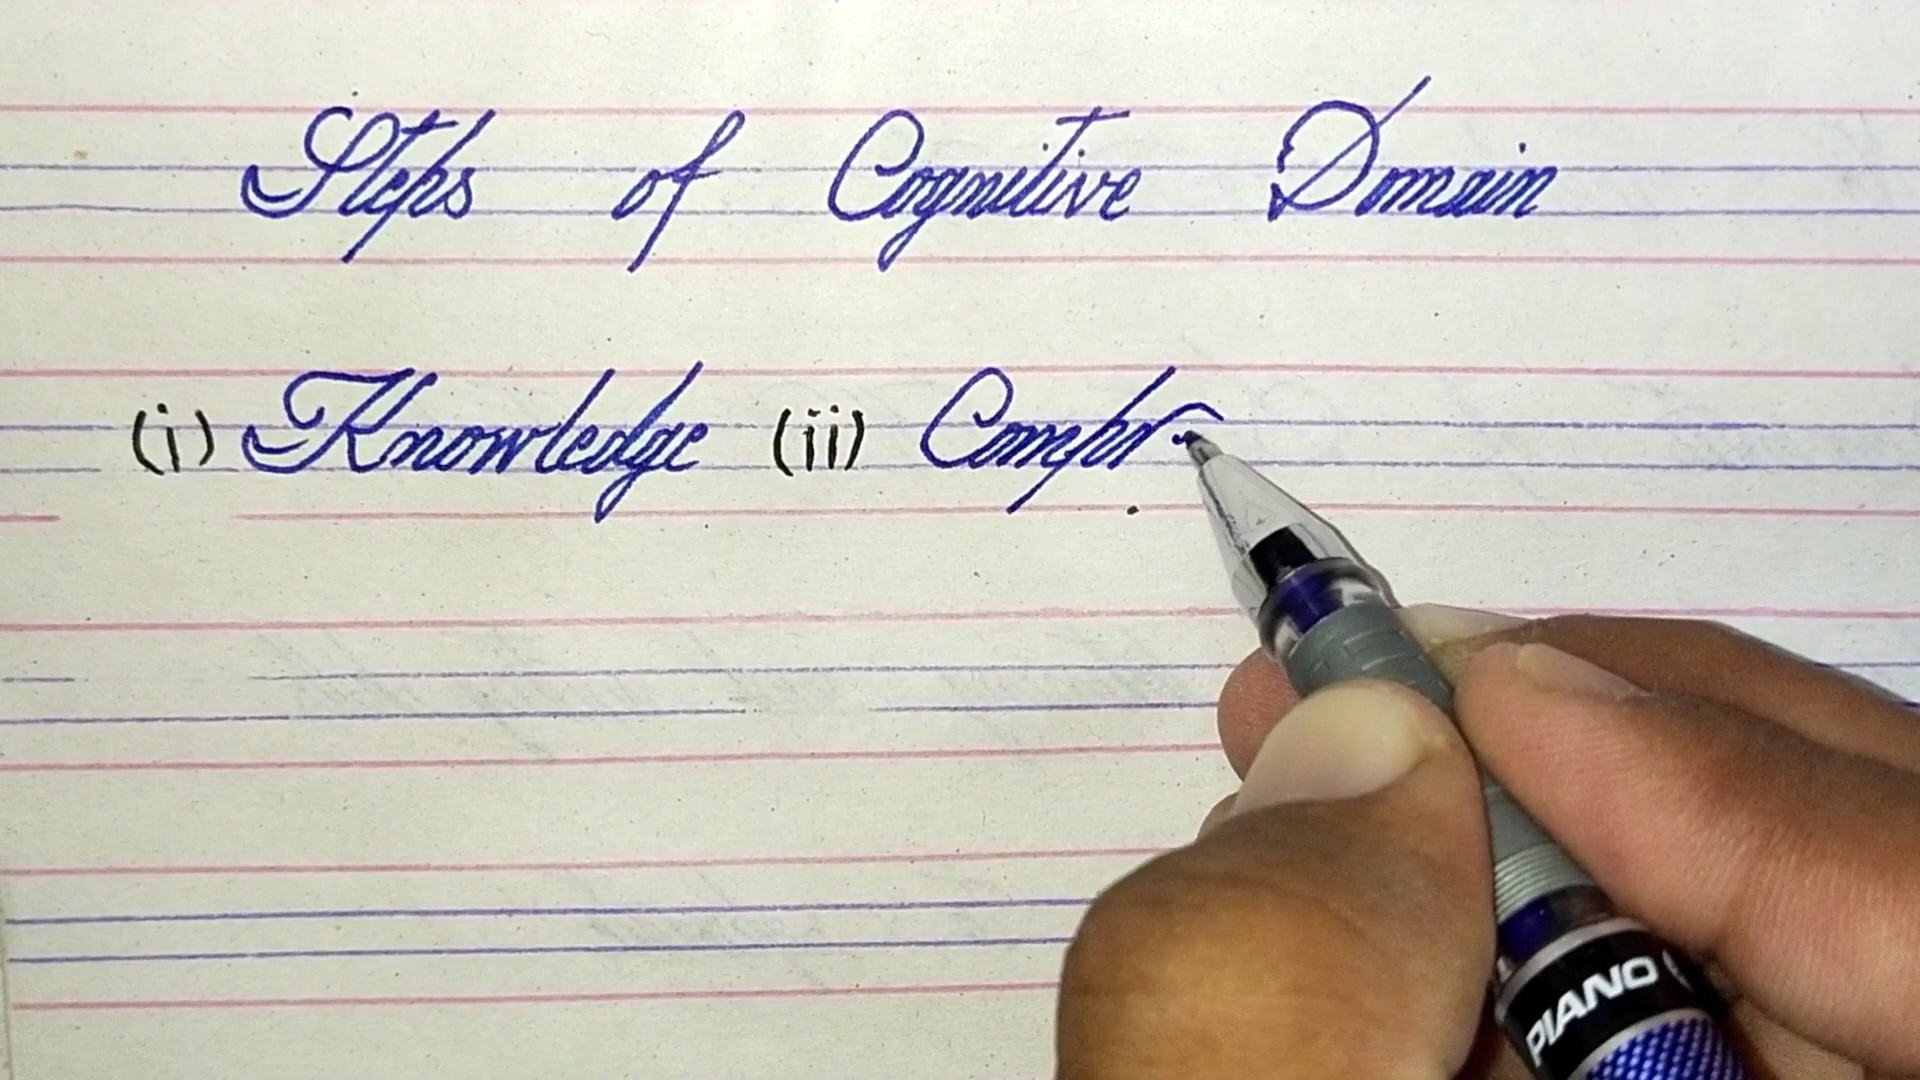 Steps of Cognitive Domain
(i) Knowledge (ii) Compr
PIANO